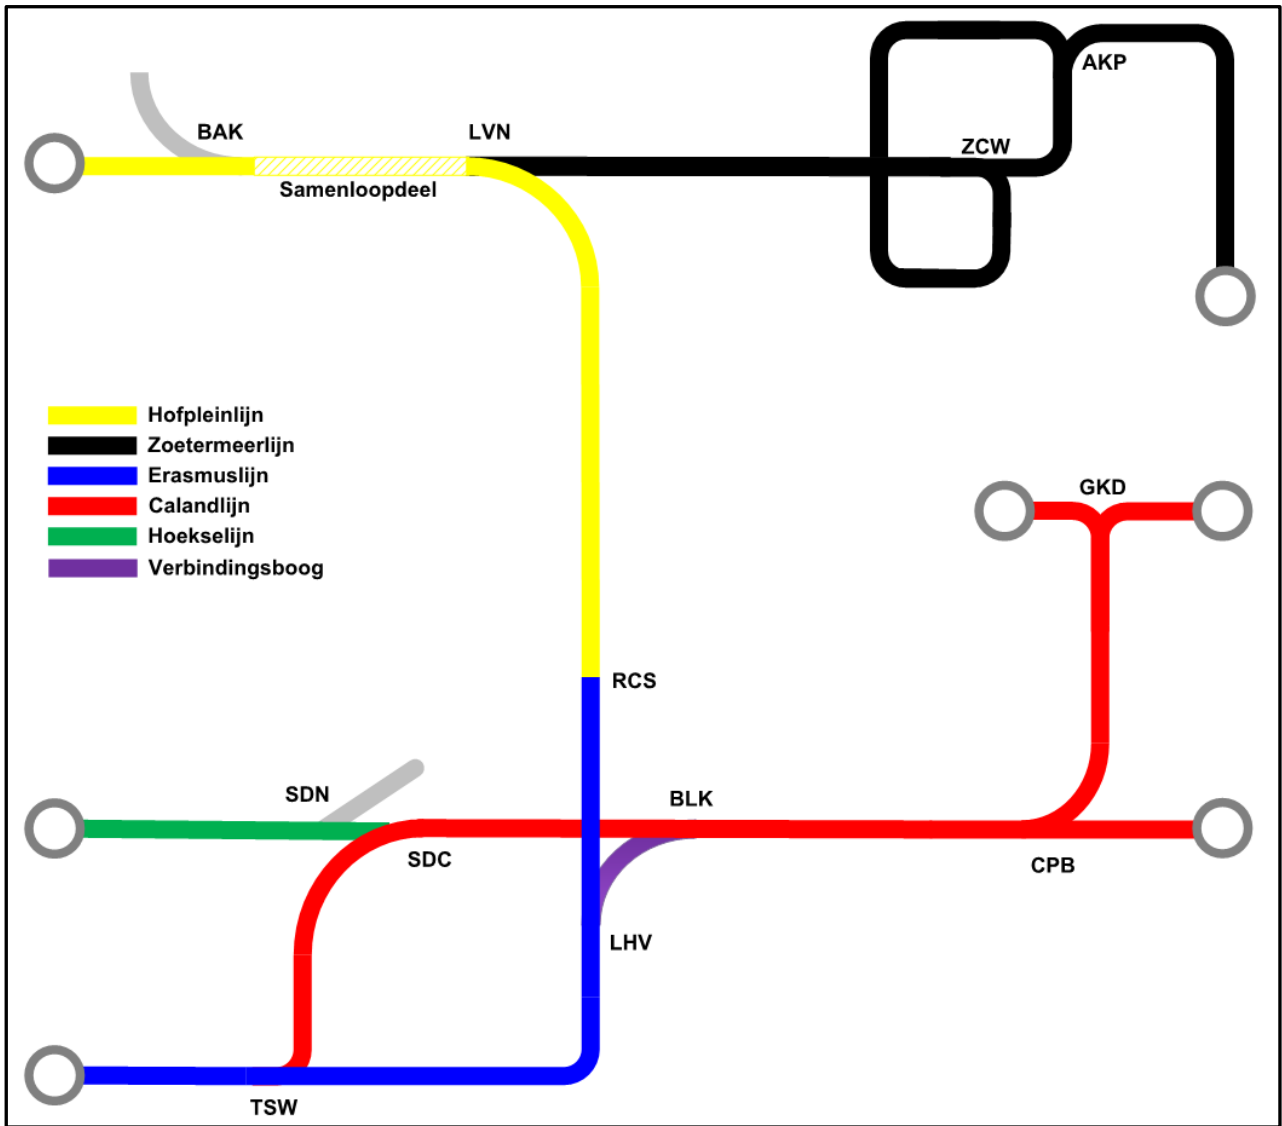 AKP
BAK
LVN
ZCW
Samenloopdeel
Hofpleinlijn
Zoetermeerlijn
Erasmuslijn
Calandlijn
Hoekselijn
Verbindingsboog
GKD
RCS
SDN
BLK
SDC
CPB
LHV
TSW